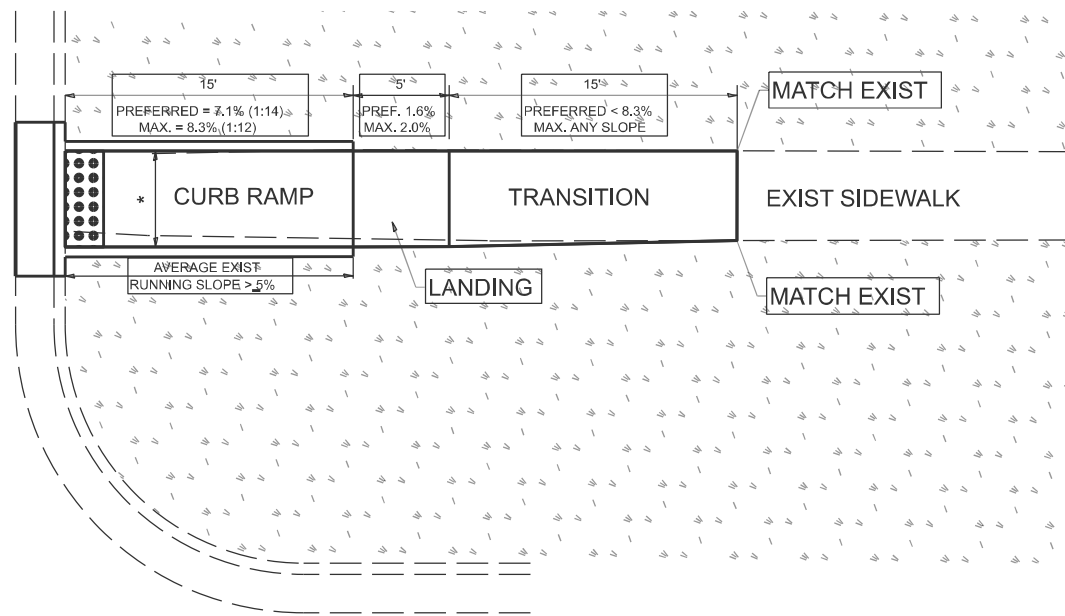 15'
PREFERRED = 7.1% (1:14)
MAX. = 8.3% (1:12)
5'
PREF. 1.6%
MAX. 2.0%
15'
PREFERRED < 8.3%
MAX. ANY SLOPE
MATCH EXIST
*
CURB RAMP
TRANSITION
EXIST SIDEWALK
AVERAGE EXIST
RUNNING SLOPE > 5%
LANDING
MATCH EXIST